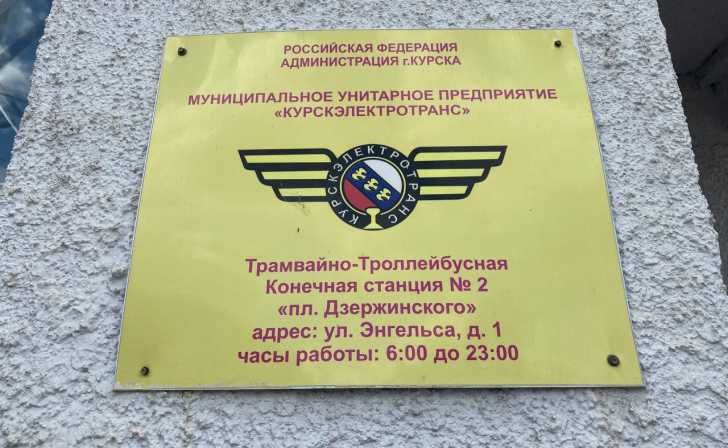 РОССИЙСКАЯ ФЕДЕРАЦИЯ
АДМИНИСТРАЦИЯ г.КУРСКА
МУНИЦИПАЛЬНОЕ УНИТАРНОЕ ПРЕДПРИЯТИЕ
«КУРСКЭЛЕКТРОТРАНС»
КУРСКЭЛЕКТРОТРАНС
Трамвайно-Троллейбусная
Конечная станция № 2
«пл. Дзержинского»
адрес: ул. Энгельса, д. 1
часы работы: 6:00 до 23:00